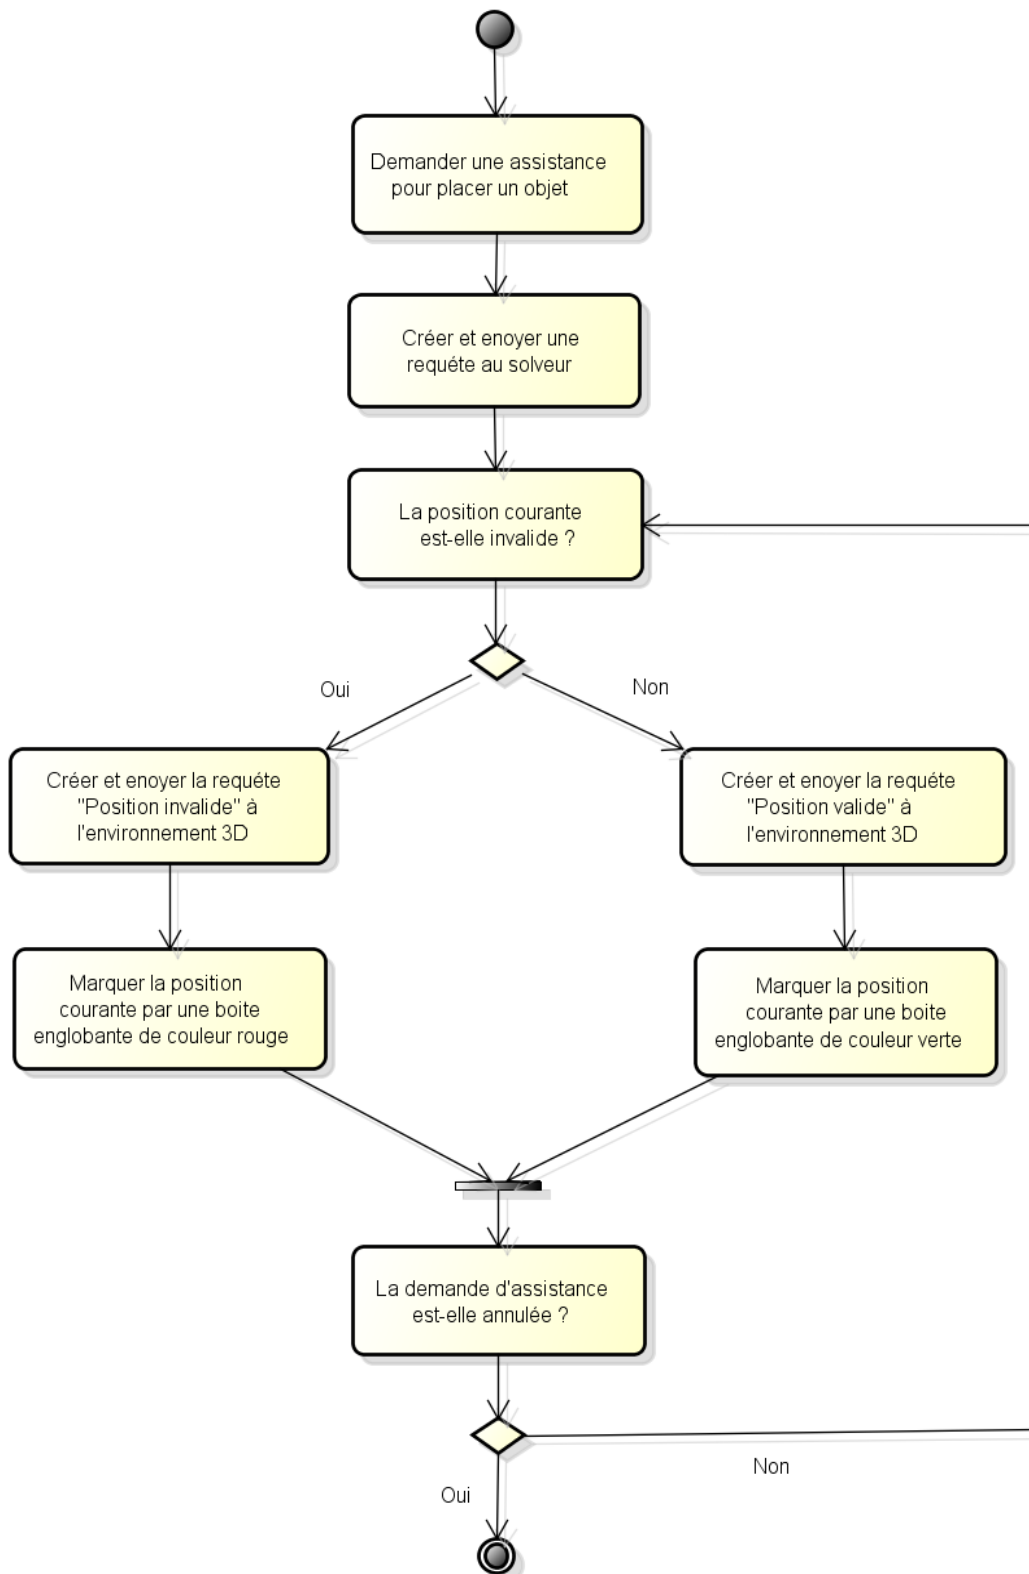 Demander une assistance
pour placer un objet
Créer et enoyer une
requéte au solveur
La position courante
est-elle invalide ?
Oui
Non
Créer et enoyer la requéte
"Position invalide" à
l'environnement 3D
Créer et enoyer la requéte
"Position valide" à
l'environnement 3D
Marquer la position
courante par une boite
englobante de couleur rouge
Marquer la position
courante par une boite
englobante de couleur verte
La demande d'assistance
est-elle annulée ?
Non
Oui